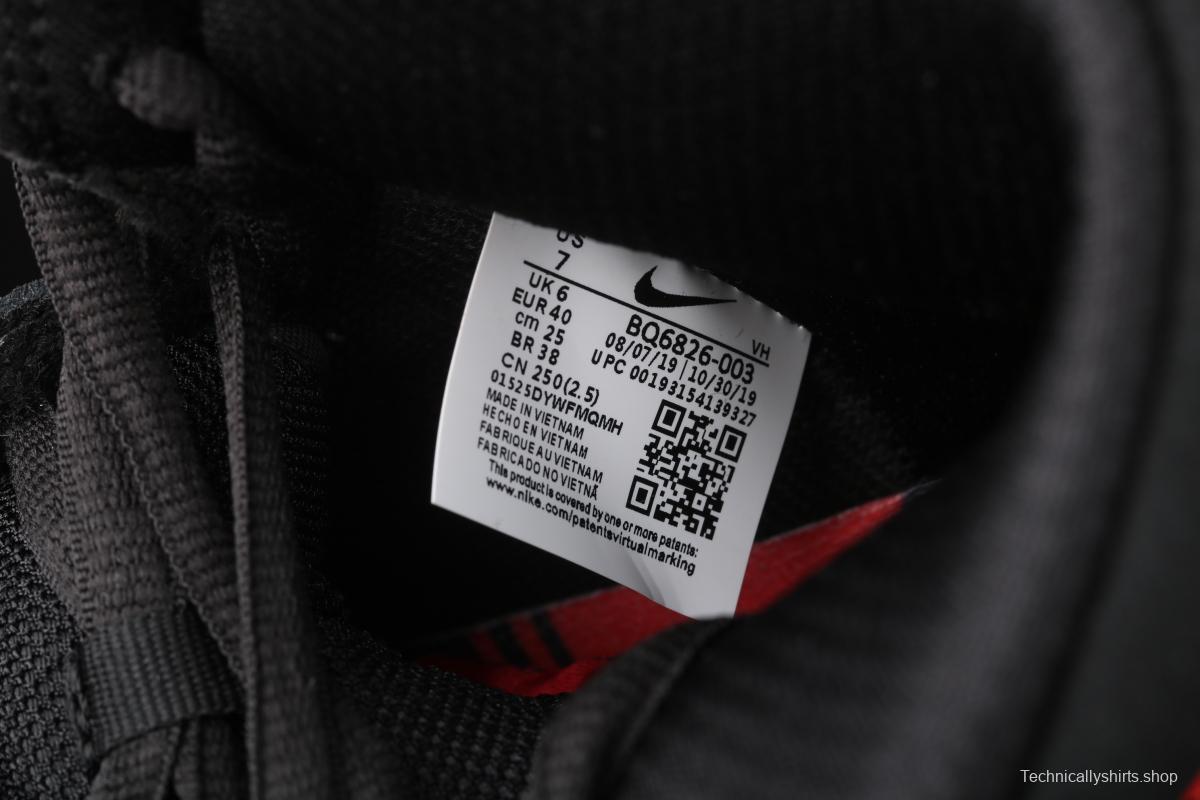 US
7
UK 6
EUR 40
cm 25
BR 38
CN 250(2.5)
VH
BQ6826-003
08/07/19 | 10/30/19
UPC 00193154139327
01525DYWFMQMH
MADE IN VIETNAM
HECHO EN VIETNAM
FABRIQUE AU VIETNAM
FABRICADO NO VIETNÃ
This product is covered by one or more patents:
www.nike.com/patentsvirtualmarking
Technicallyshirts.shop